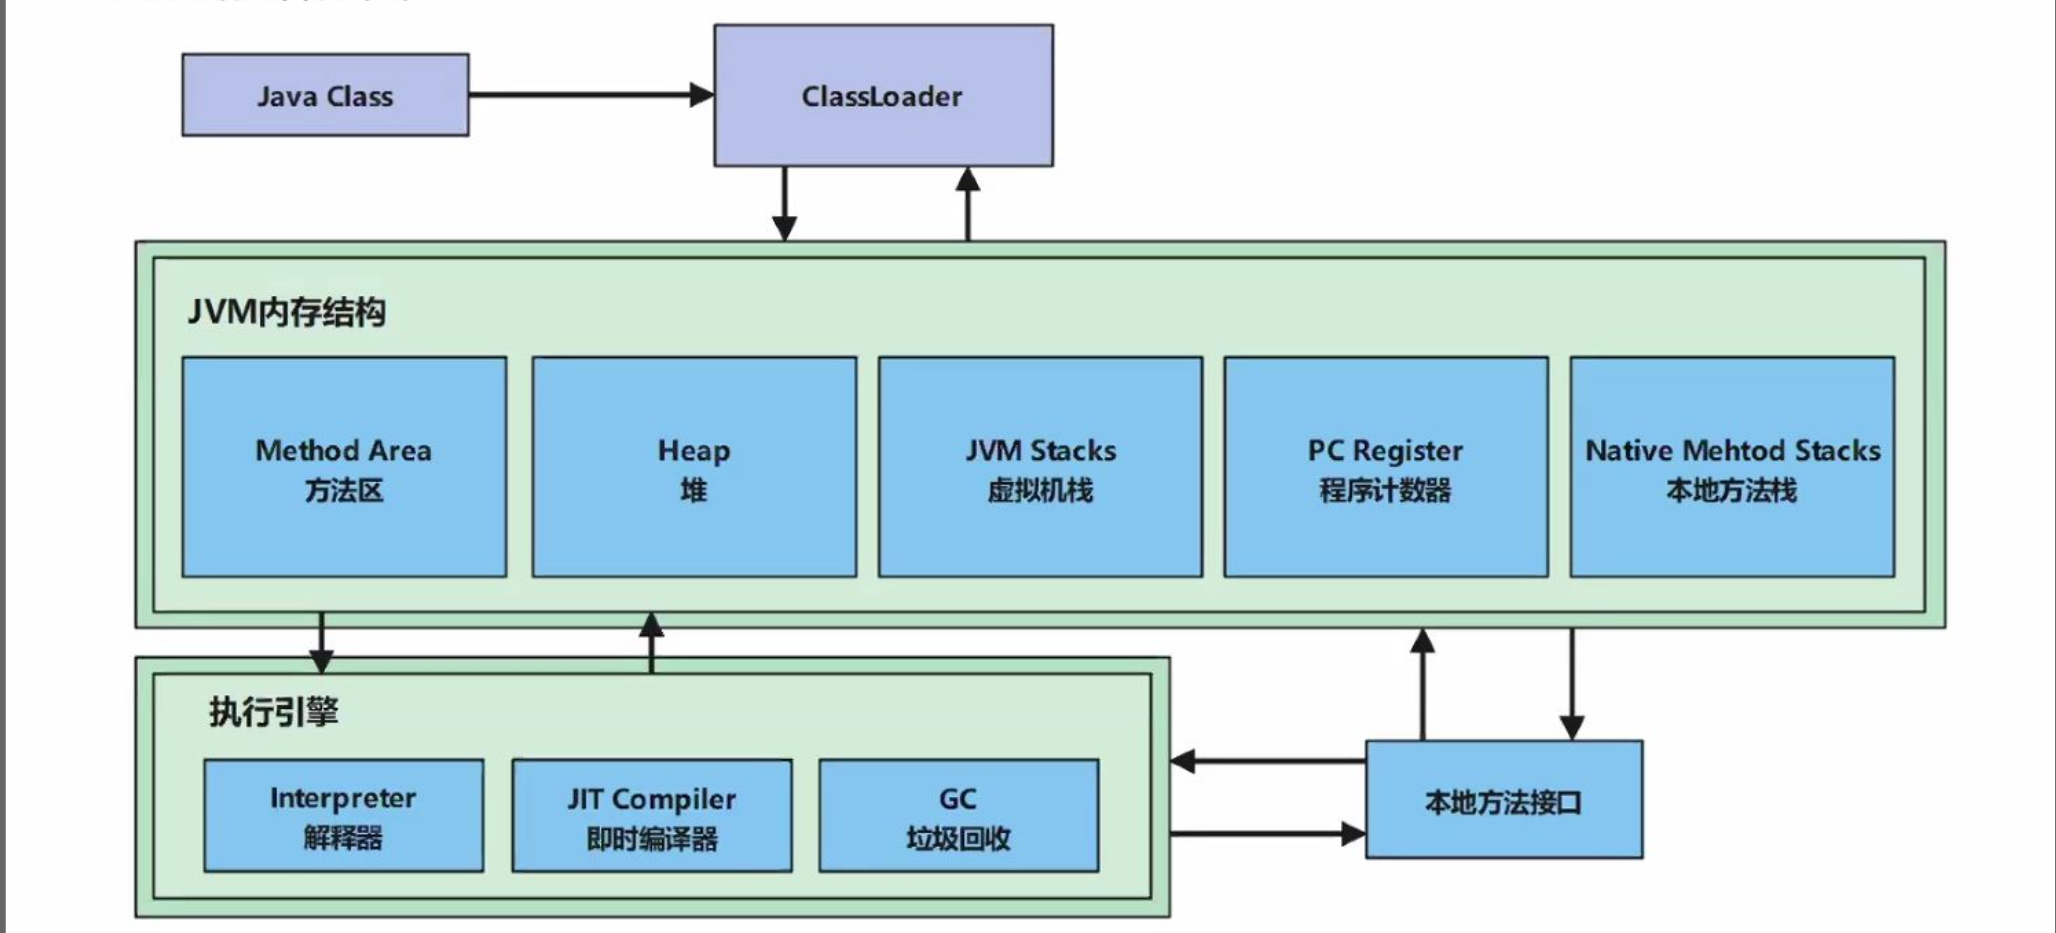 Java Class
ClassLoader
JVM内存结构
Method Area
方法区
Heap
堆
JVM Stacks
虚拟机栈
PC Register
程序计数器
Native Mehtod Stacks
本地方法栈
执行引擎
Interpreter
解释器
JIT Compiler
即时编译器
GC
垃圾回收
本地方法接口